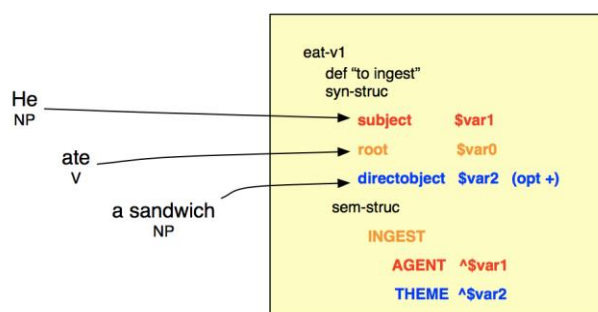 He
NP
ate
V
a sandwich
NP
eat-v1
def “to ingest”
syn-struc
subject $var1
root $var0
directobject $var2 (opt +)
sem-struc
INGEST
AGENT ^$var1
THEME ^$var2